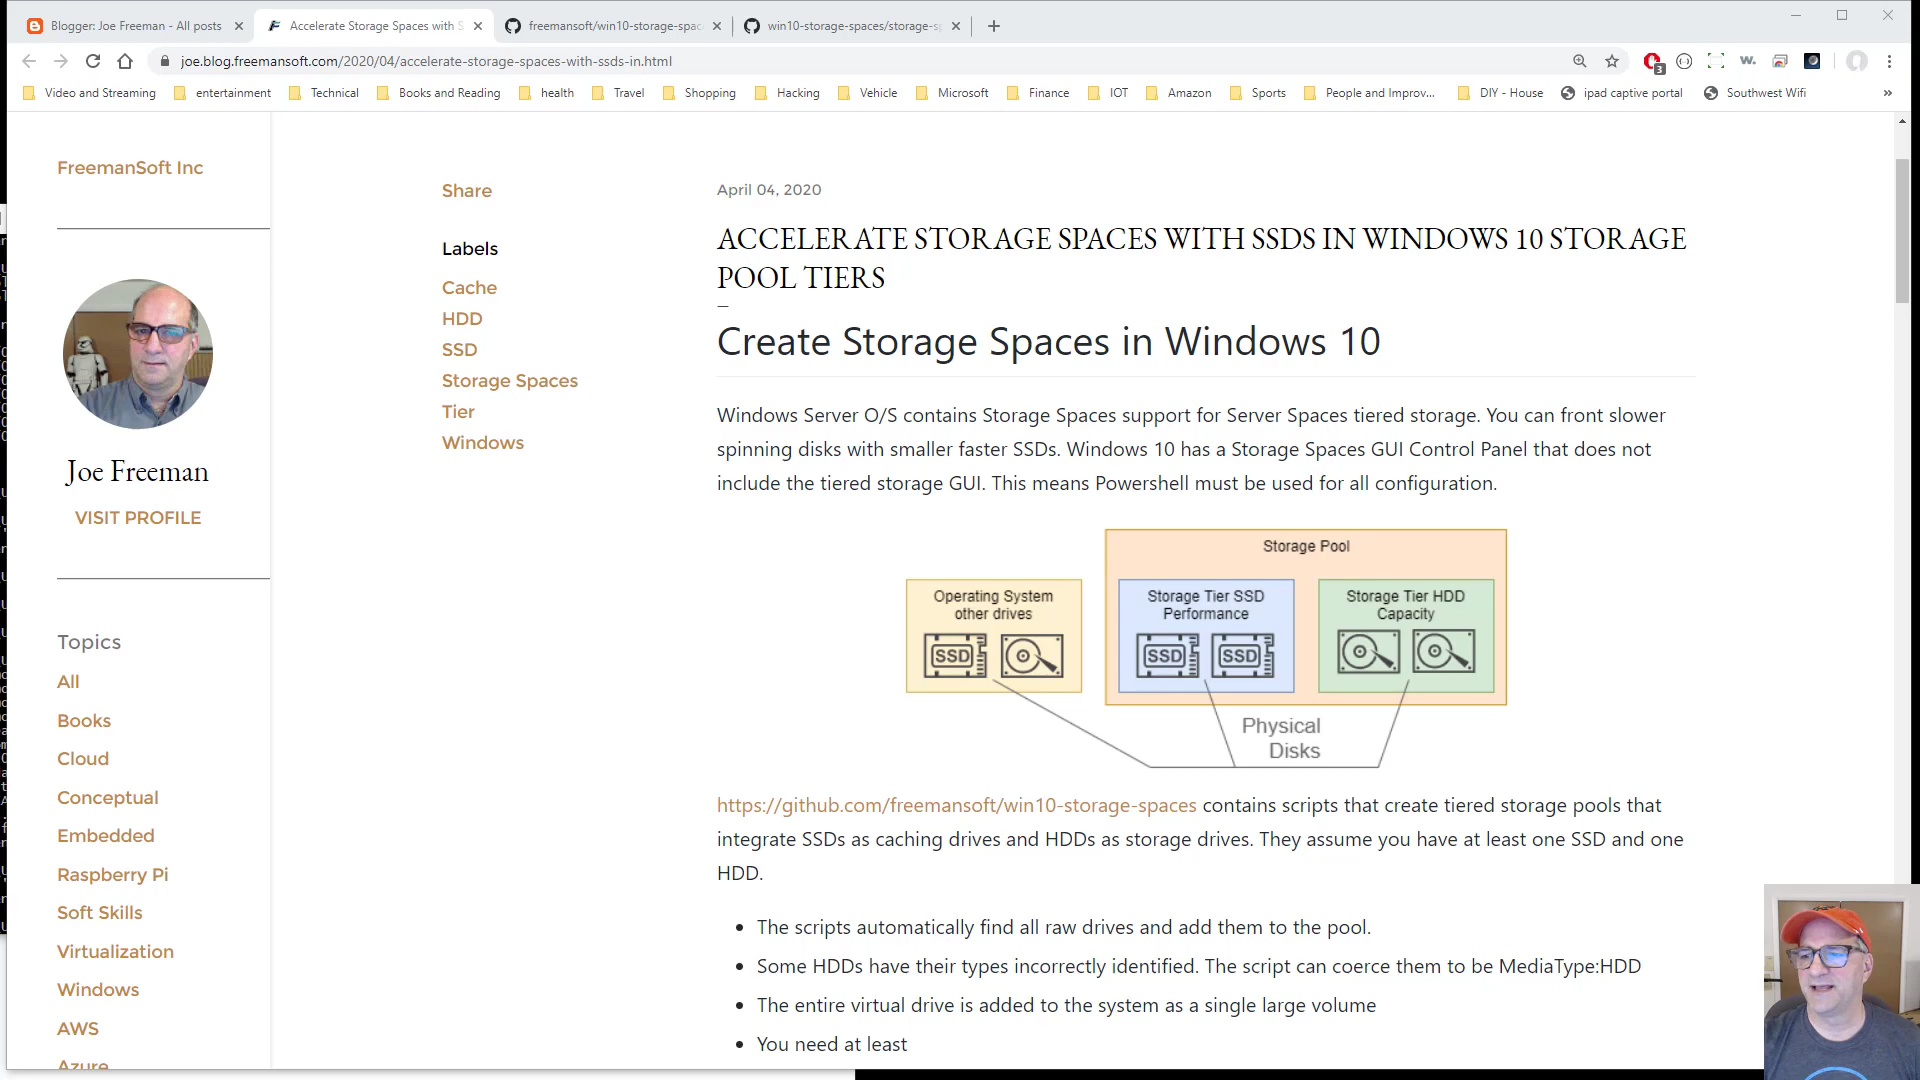 Blogger: Joe Freeman - All posts
Accelerate Storage Spaces with S
freemansoft/win10-storage-spac
win10-storage-spaces/storage-s
joe.blog.freemansoft.com/2020/04/accelerate-storage-spaces-with-ssds-in.html
3
W.
Video and Streaming
entertainment
Technical
Books and Reading
health
Travel
Shopping
Hacking
Vehicle
Microsoft
Finance
IOT
Amazon
Sports
People and Improv...
DIY - House
ipad captive portal
Southwest Wifi
»
FreemanSoft Inc
Joe Freeman
VISIT PROFILE
Topics
All
Books
Cloud
Conceptual
Embedded
Raspberry Pi
Soft Skills
Virtualization
Windows
AWS
Azure
Share
Labels
Cache
HDD
SSD
Storage Spaces
Tier
Windows
April 04, 2020
ACCELERATE STORAGE SPACES WITH SSDS IN WINDOWS 10 STORAGE
POOL TIERS
Create Storage Spaces in Windows 10
Windows Server O/S contains Storage Spaces support for Server Spaces tiered storage. You can front slower
spinning disks with smaller faster SSDs. Windows 10 has a Storage Spaces GUI Control Panel that does not
include the tiered storage GUI. This means Powershell must be used for all configuration.
Storage Pool
Operating System
other drives
SSD
Storage Tier SSD
Performance
SSD
SSD
Storage Tier HDD
Capacity
Physical
Disks
https://github.com/freemansoft/win10-storage-spaces contains scripts that create tiered storage pools that
integrate SSDs as caching drives and HDDs as storage drives. They assume you have at least one SSD and one
HDD.
• The scripts automatically find all raw drives and add them to the pool.
• Some HDDs have their types incorrectly identified. The script can coerce them to be MediaType:HDD
• The entire virtual drive is added to the system as a single large volume
• You need at least